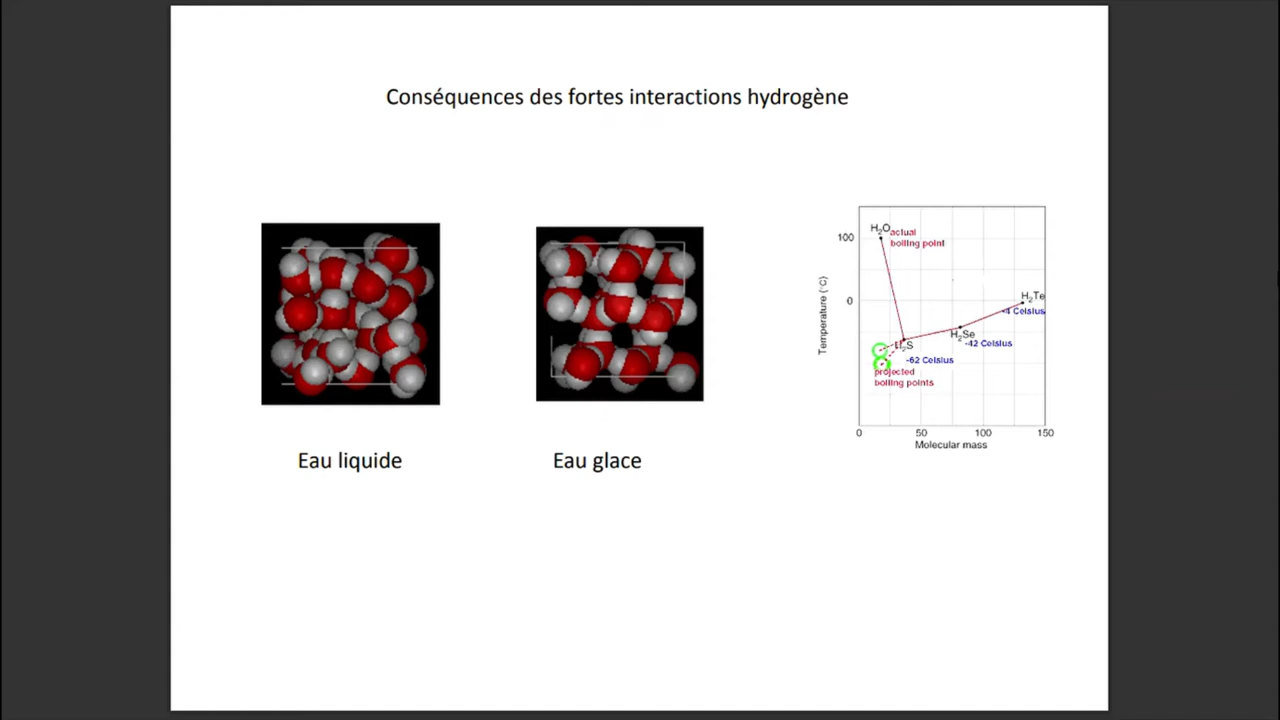 Conséquences des fortes interactions hydrogène
Eau liquide
Eau glace
H₂O actual
boiling point
100
0
Temperature (°C)
H₂Te
-4 Celsius
H₂Se
-42 Celsius
H₂S
-62 Celsius
projected
boiling points
0 50 100 150
Molecular mass